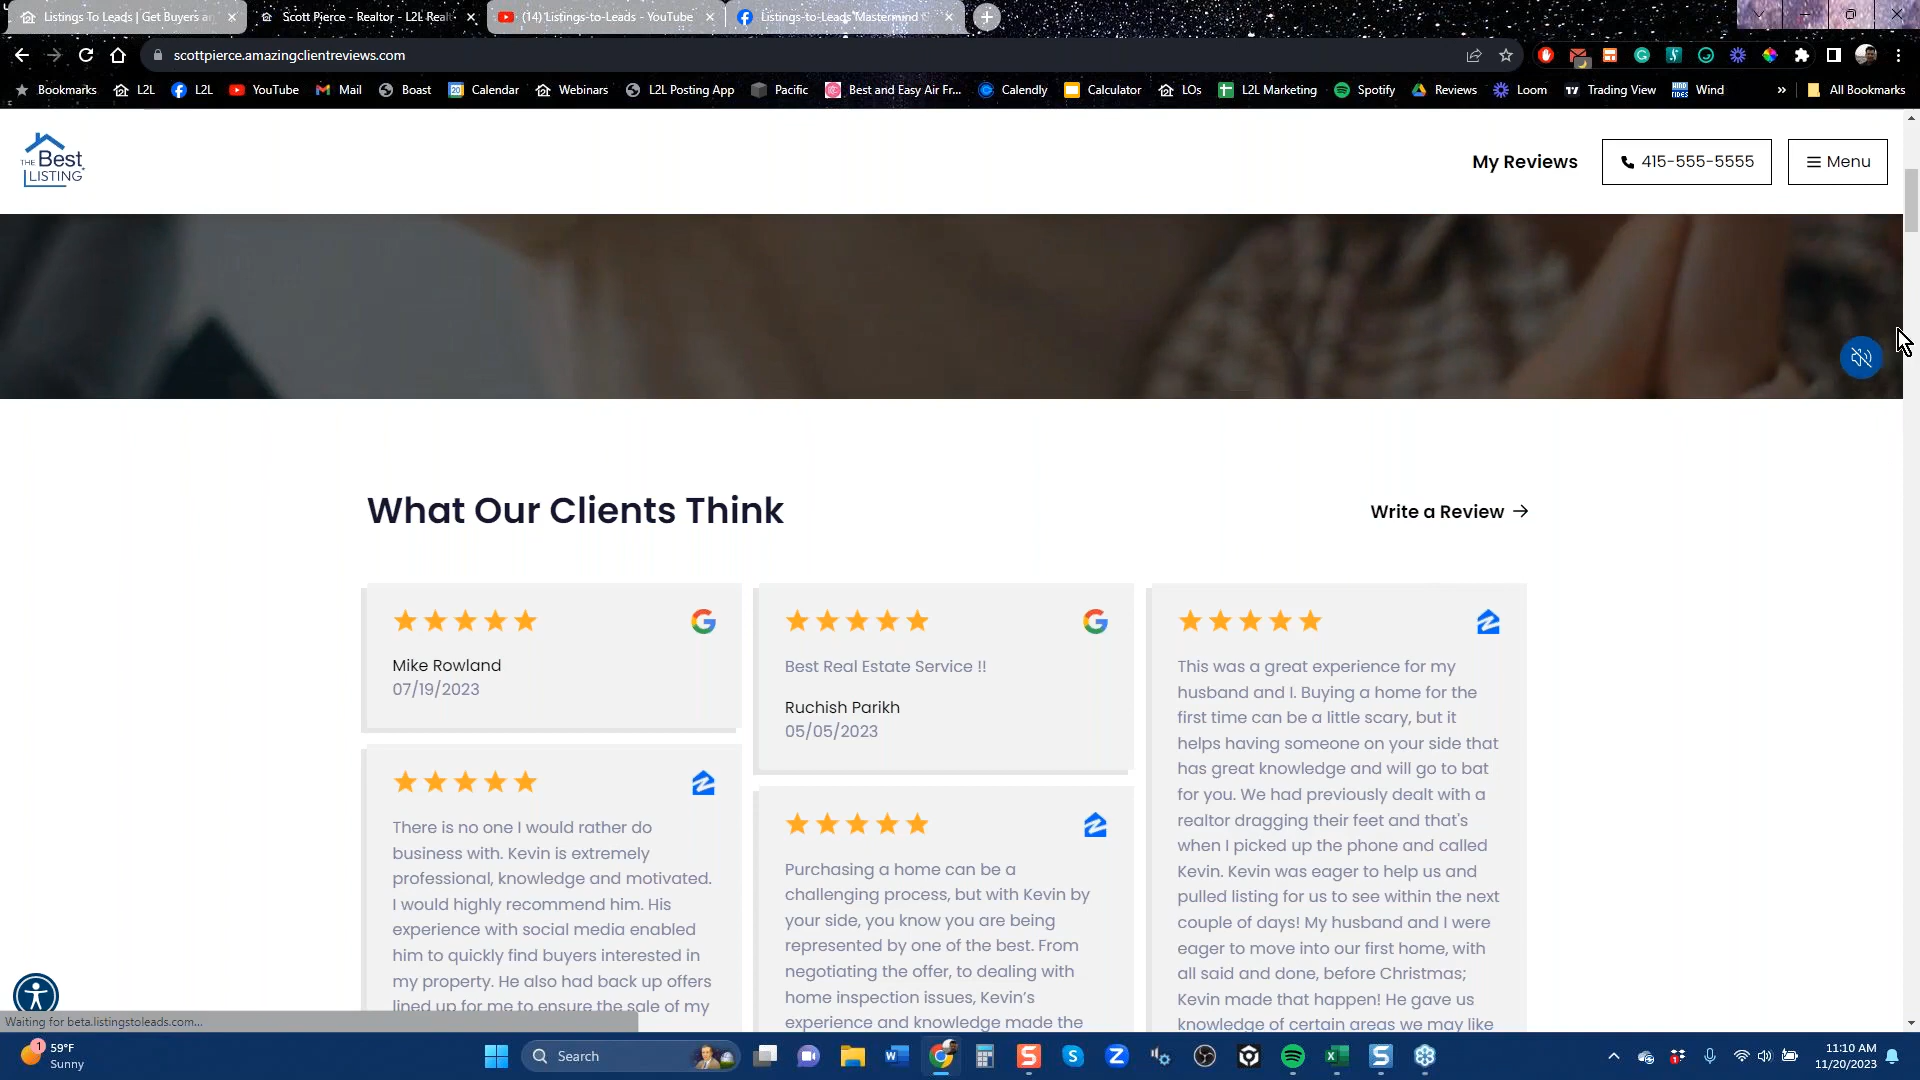 Listings To Leads | Get Buyers an
Scott Pierce - Realtor - L2L Realt
(14) Listings-to-Leads - YouTube
Listings-to-Leads Mastermind
scottpierce.amazingclientreviews.com
Bookmarks
L2L
L2L
YouTube
Mail
Boast
Calendar
Webinars
L2L Posting App
Pacific
Best and Easy Air Fr...
Calendly
Calculator
LOs
L2L Marketing
Spotify
Reviews
Loom
Trading View
Wind
»
All Bookmarks
THE Best
LISTING
My Reviews
415-555-5555
Menu
What Our Clients Think
Write a Review →
Mike Rowland
07/19/2023
There is no one I would rather do
business with. Kevin is extremely
professional, knowledge and motivated.
I would highly recommend him. His
experience with social media enabled
him to quickly find buyers interested in
my property. He also had back up offers
lined up for me to ensure the sale of my
Best Real Estate Service !!
Ruchish Parikh
05/05/2023
Purchasing a home can be a
challenging process, but with Kevin by
your side, you know you are being
represented by one of the best. From
negotiating the offer, to dealing with
home inspection issues, Kevin's
experience and knowledge made the
This was a great experience for my
husband and I. Buying a home for the
first time can be a little scary, but it
helps having someone on your side that
has great knowledge and will go to bat
for you. We had previously dealt with a
realtor dragging their feet and that's
when I picked up the phone and called
Kevin. Kevin was eager to help us and
pulled listing for us to see within the next
couple of days! My husband and I were
eager to move into our first home, with
all said and done, before Christmas;
Kevin made that happen! He gave us
knowledge of certain areas we may like
Waiting for beta.listingstoleads.com...
1
59°F
Sunny
Search
11:10 AM
11/20/2023